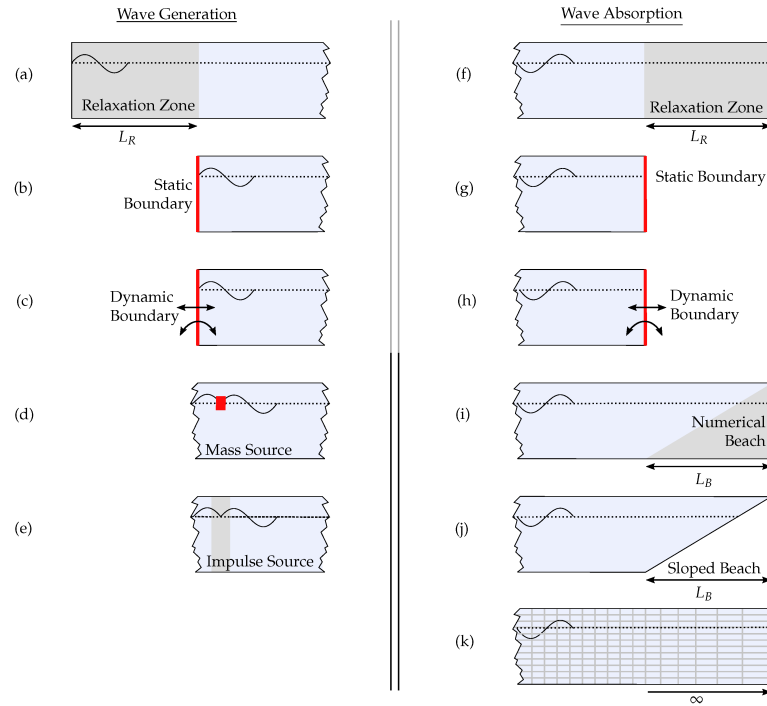 Wave Generation
(a)
Relaxation Zone
L_R
(b)
Static
Boundary
(c)
Dynamic
Boundary
(d)
Mass Source
(e)
Impulse Source
Wave Absorption
(f)
Relaxation Zone
L_R
(g)
Static Boundary
(h)
Dynamic
Boundary
(i)
Numerical
Beach
L_B
(j)
Sloped Beach
L_B
(k)
∞